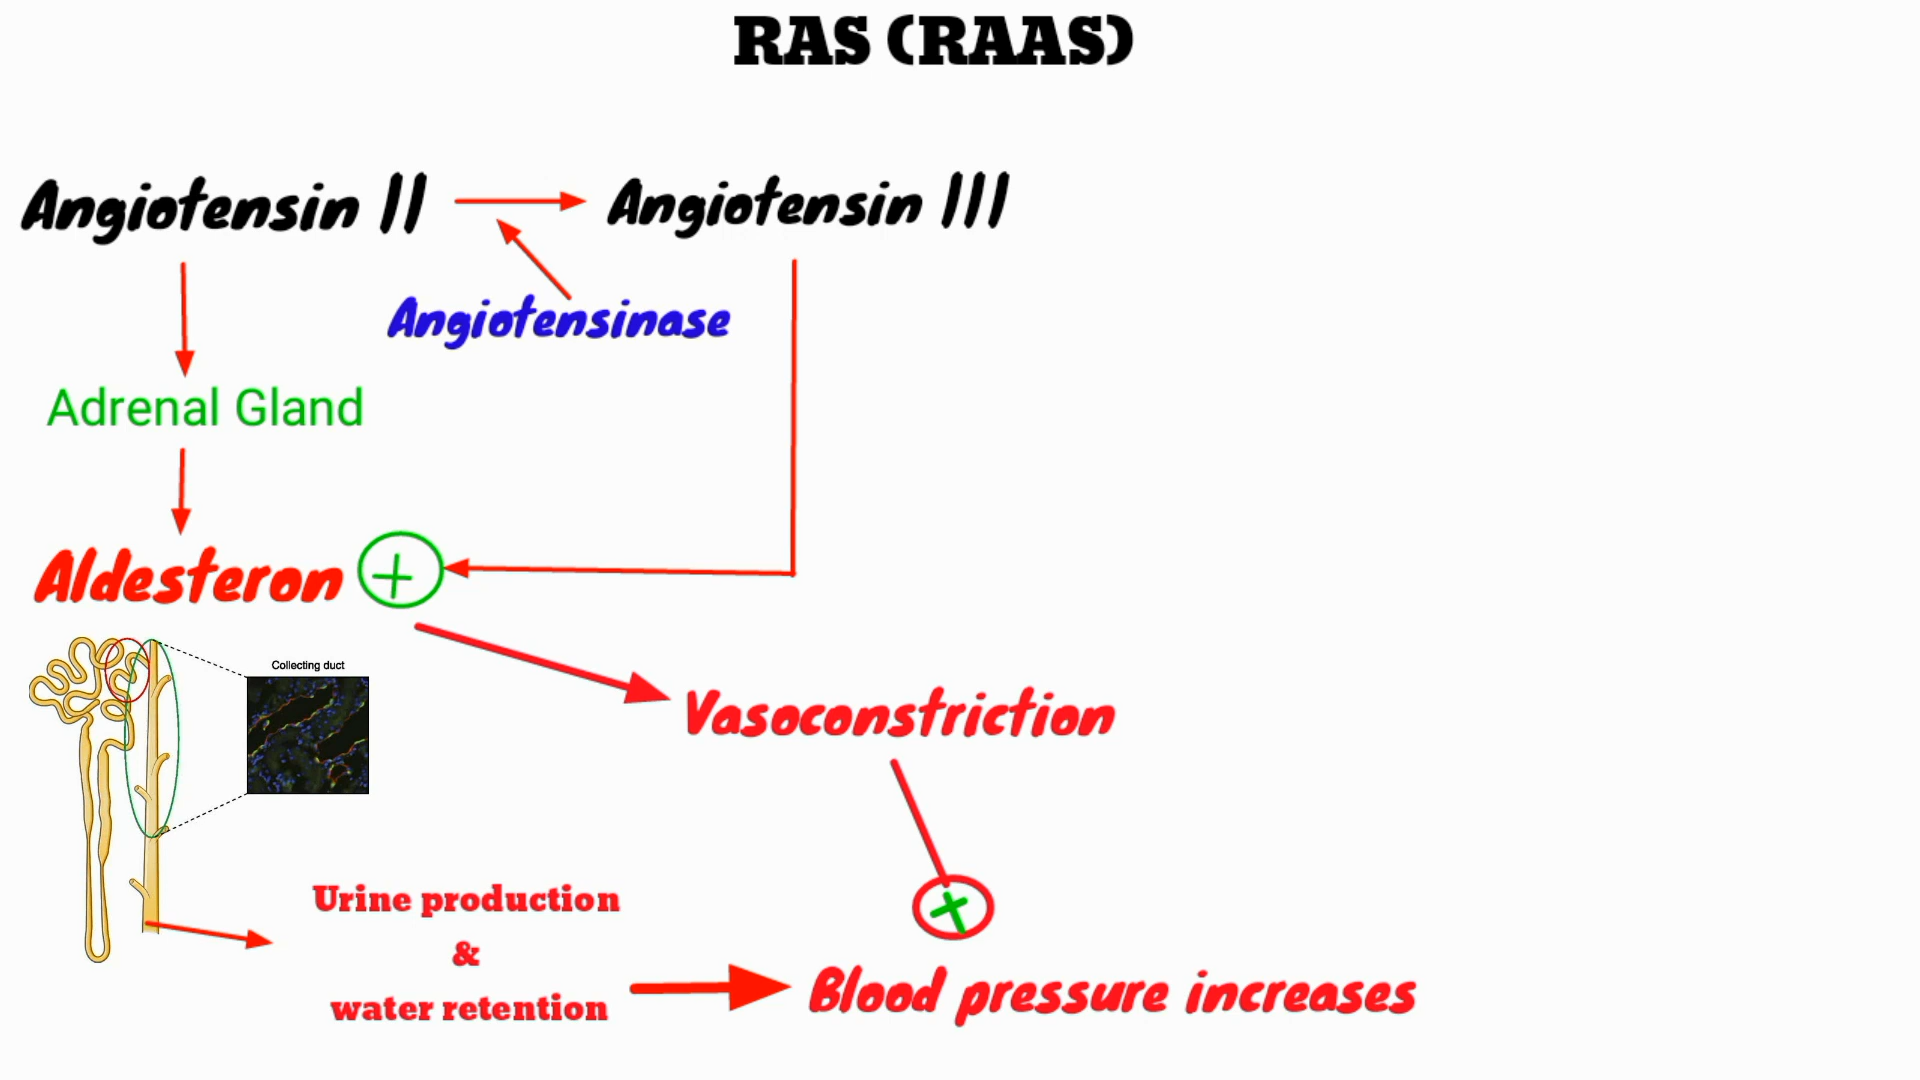 RAS (RAAS)
Angiotensin II
Angiotensin III
Angiotensinase
Adrenal Gland
Aldesteron +
Collecting duct
Vasoconstriction
+
Urine production
&
water retention
Blood pressure increases